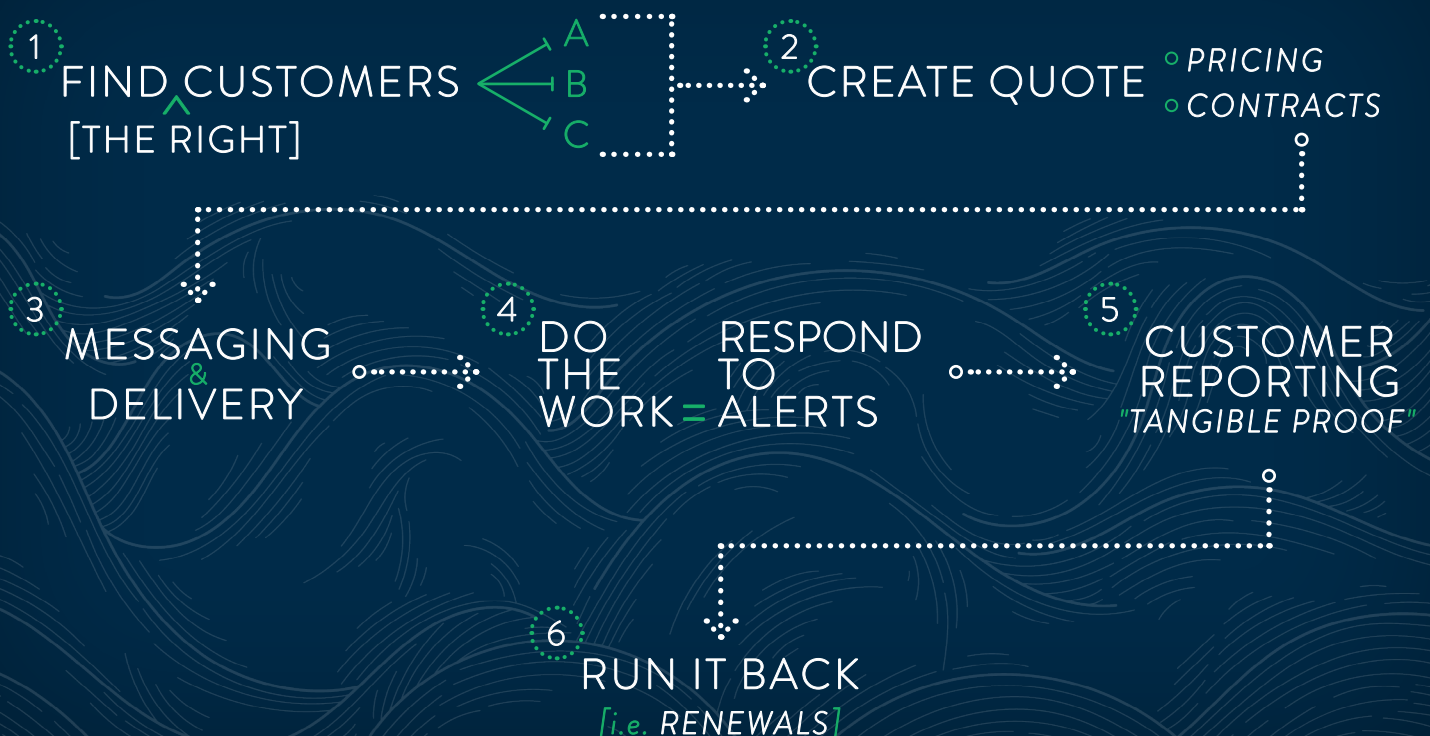 1
FIND CUSTOMERS
^
[THE RIGHT]
A
B
C
2
CREATE QUOTE
PRICING
CONTRACTS
3
MESSAGING
&
DELIVERY
4
DO
THE
WORK
=
RESPOND
TO
ALERTS
5
CUSTOMER
REPORTING
"TANGIBLE PROOF"
6
RUN IT BACK
[i.e. RENEWALS]